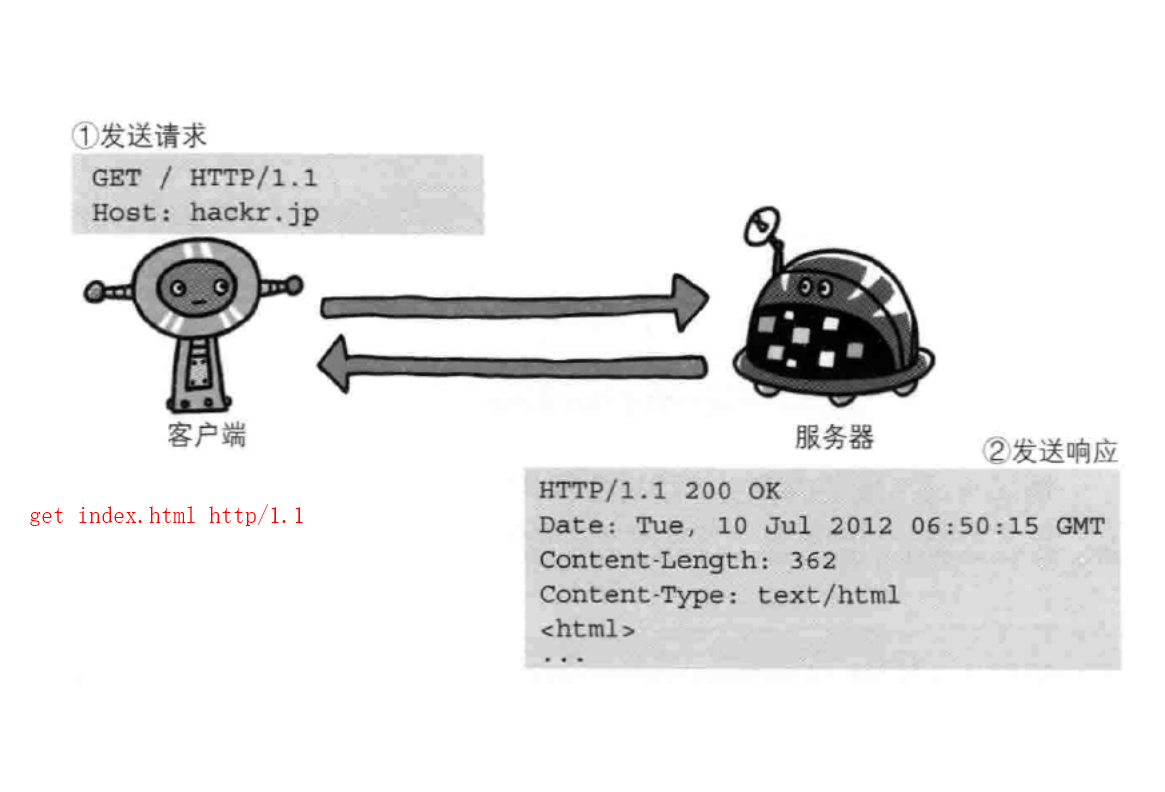 ①发送请求
GET / HTTP/1.1
Host: hackr.jp
客户端
服务器
②发送响应
HTTP/1.1 200 OK
Date: Tue, 10 Jul 2012 06:50:15 GMT
Content-Length: 362
Content-Type: text/html
<html>
...
get index.html http/1.1